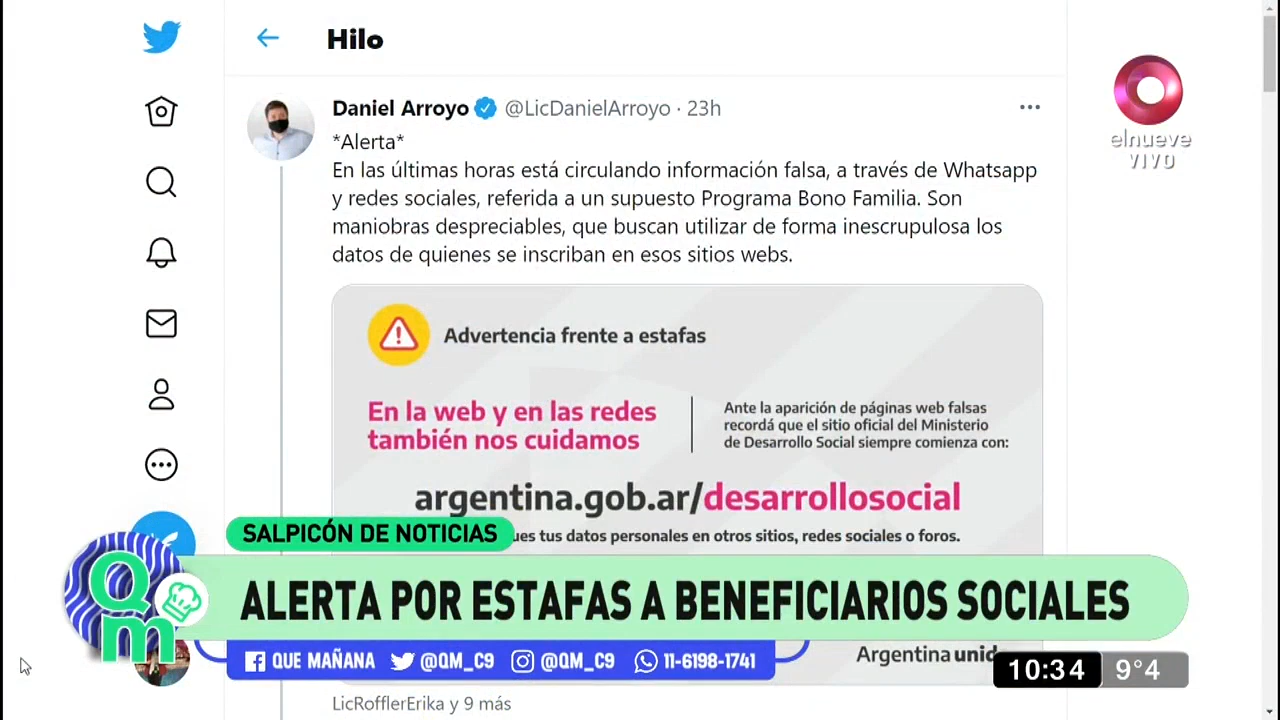 Hilo
Daniel Arroyo @LicDanielArroyo · 23h
*Alerta*
En las últimas horas está circulando información falsa, a través de Whatsapp
y redes sociales, referida a un supuesto Programa Bono Familia. Son
maniobras despreciables, que buscan utilizar de forma inescrupulosa los
datos de quienes se inscriban en esos sitios webs.
elnueve
VIVO
Advertencia frente a estafas
En la web y en las redes
también nos cuidamos
Ante la aparición de páginas web falsas
recordá que el sitio oficial del Ministerio
de Desarrollo Social siempre comienza con:
argentina.gob.ar/desarrollosocial
tus datos personales en otros sitios, redes sociales o foros.
SALPICÓN DE NOTICIAS
Qm
ALERTA POR ESTAFAS A BENEFICIARIOS SOCIALES
QUE MAÑANA @QM_C9 @QM_C9 11-6198-1741
Argentina
10:34 9°4
LicRofflerErika y 9 más